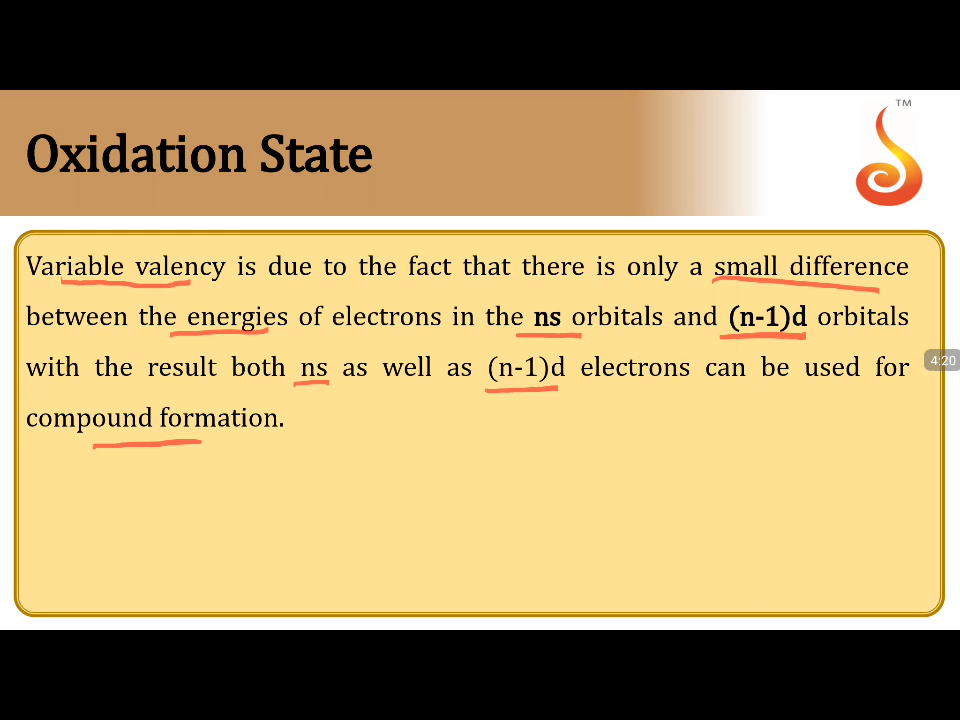 TM
Oxidation State
Variable valency is due to the fact that there is only a small difference
between the energies of electrons in the ns orbitals and (n-1)d orbitals
with the result both ns as well as (n-1)d electrons can be used for
4:20
compound formation.